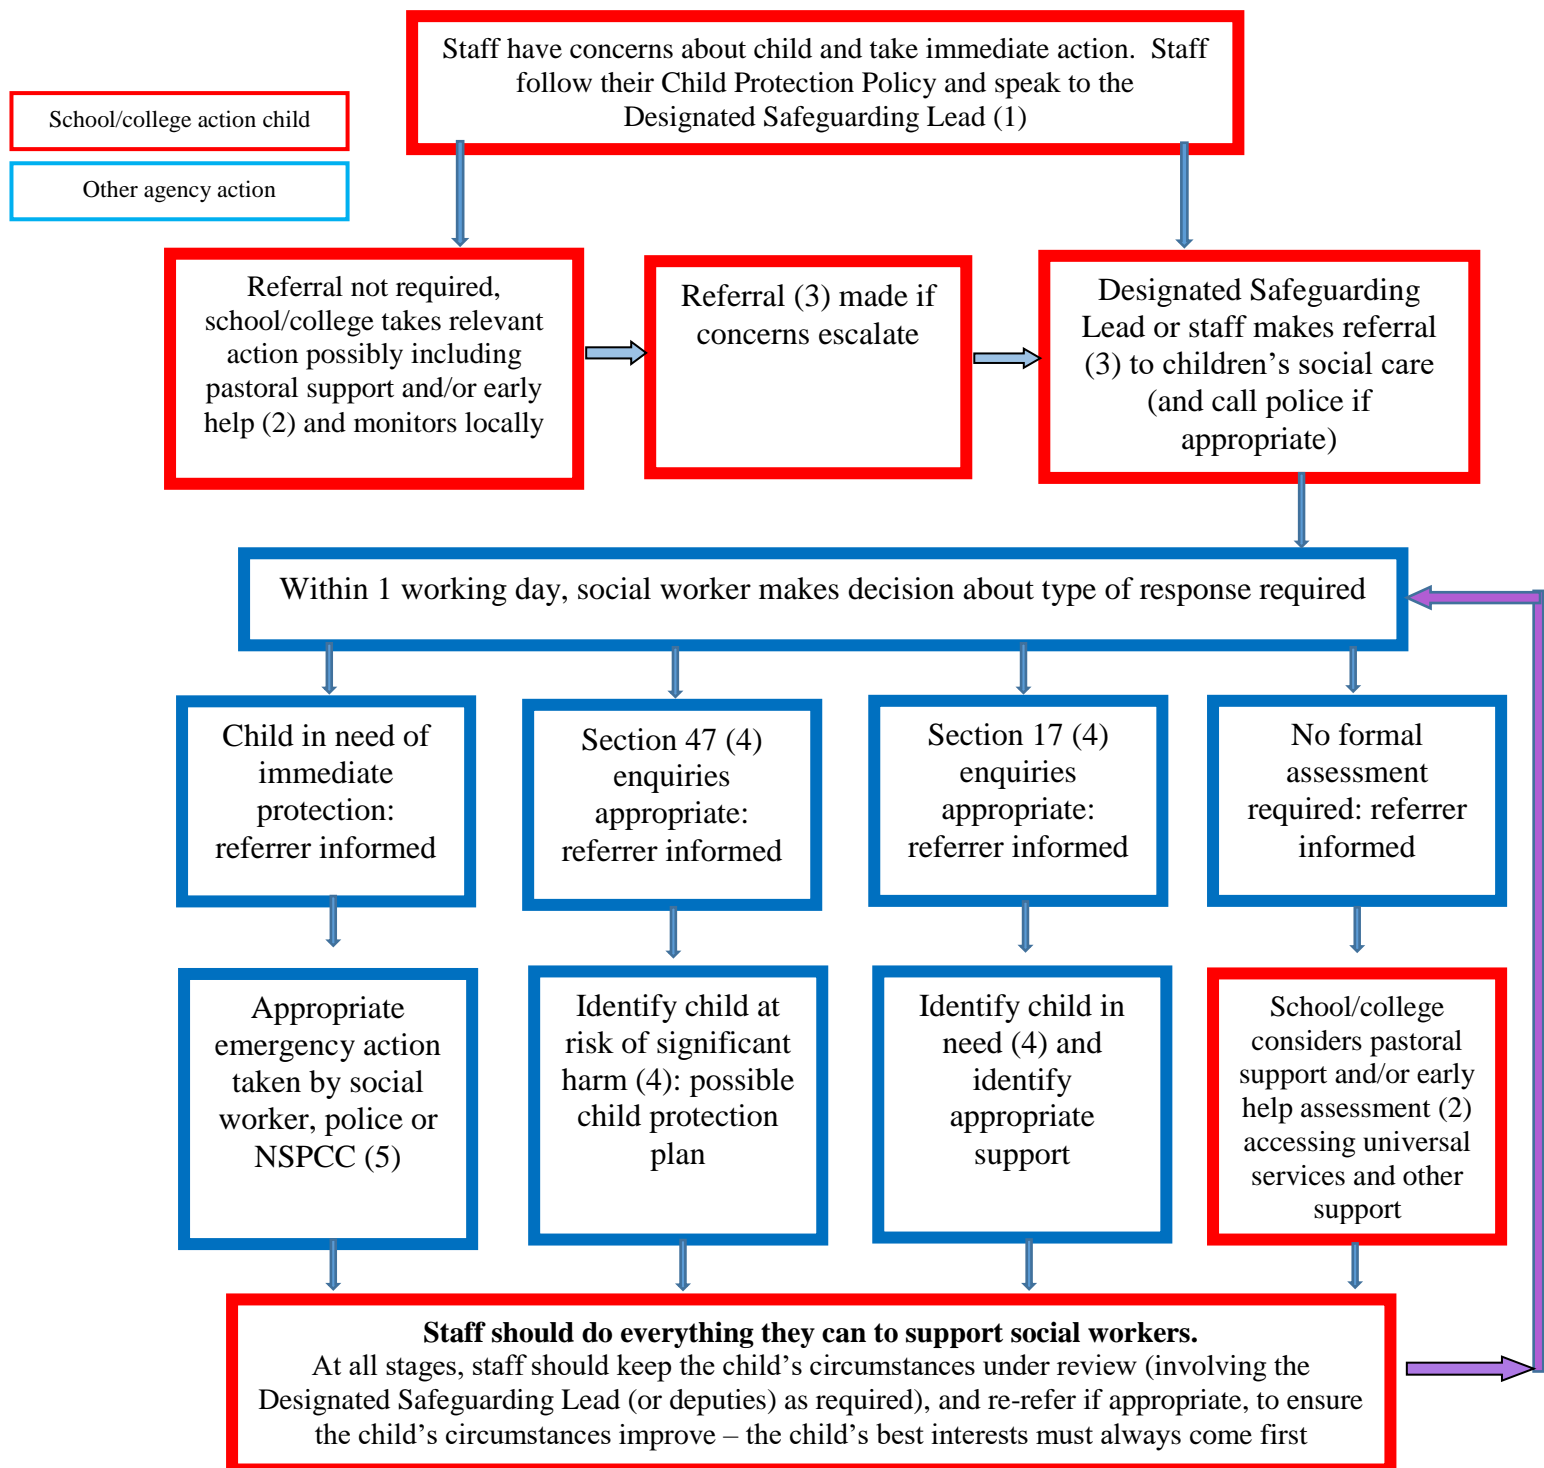 Staff have concerns about child and take immediate action.  Staff
follow their Child Protection Policy and speak to the
Designated Safeguarding Lead (1)
School/college action child
Other agency action
Referral not required,
school/college takes relevant
action possibly including
pastoral support and/or early
help (2) and monitors locally
Referral (3) made if
concerns escalate
Designated Safeguarding
Lead or staff makes referral
(3) to children’s social care
(and call police if
appropriate)
Within 1 working day, social worker makes decision about type of response required
Child in need of
immediate
protection:
referrer informed
Section 47 (4)
enquiries
appropriate:
referrer informed
Section 17 (4)
enquiries
appropriate:
referrer informed
No formal
assessment
required: referrer
informed
Appropriate
emergency action
taken by social
worker, police or
NSPCC (5)
Identify child at
risk of significant
harm (4): possible
child protection
plan
Identify child in
need (4) and
identify
appropriate
support
School/college
considers pastoral
support and/or early
help assessment (2)
accessing universal
services and other
support
Staff should do everything they can to support social workers.
At all stages, staff should keep the child’s circumstances under review (involving the
Designated Safeguarding Lead (or deputies) as required), and re-refer if appropriate, to ensure
the child’s circumstances improve – the child’s best interests must always come first